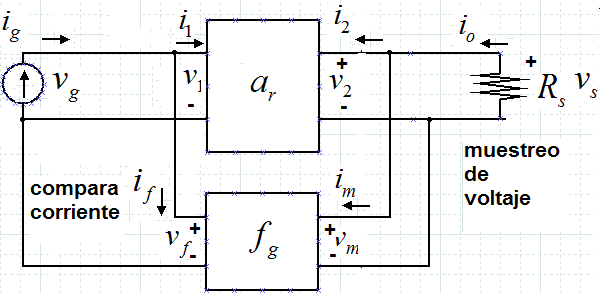 i_g
i_1
i_2
i_o
+
v_g
v_1
-
a_r
+
v_2
-
R_s
+
v_s
compara
corriente
muestreo
de
voltaje
i_f
i_m
v_f
+
-
f_g
+
v_m
-